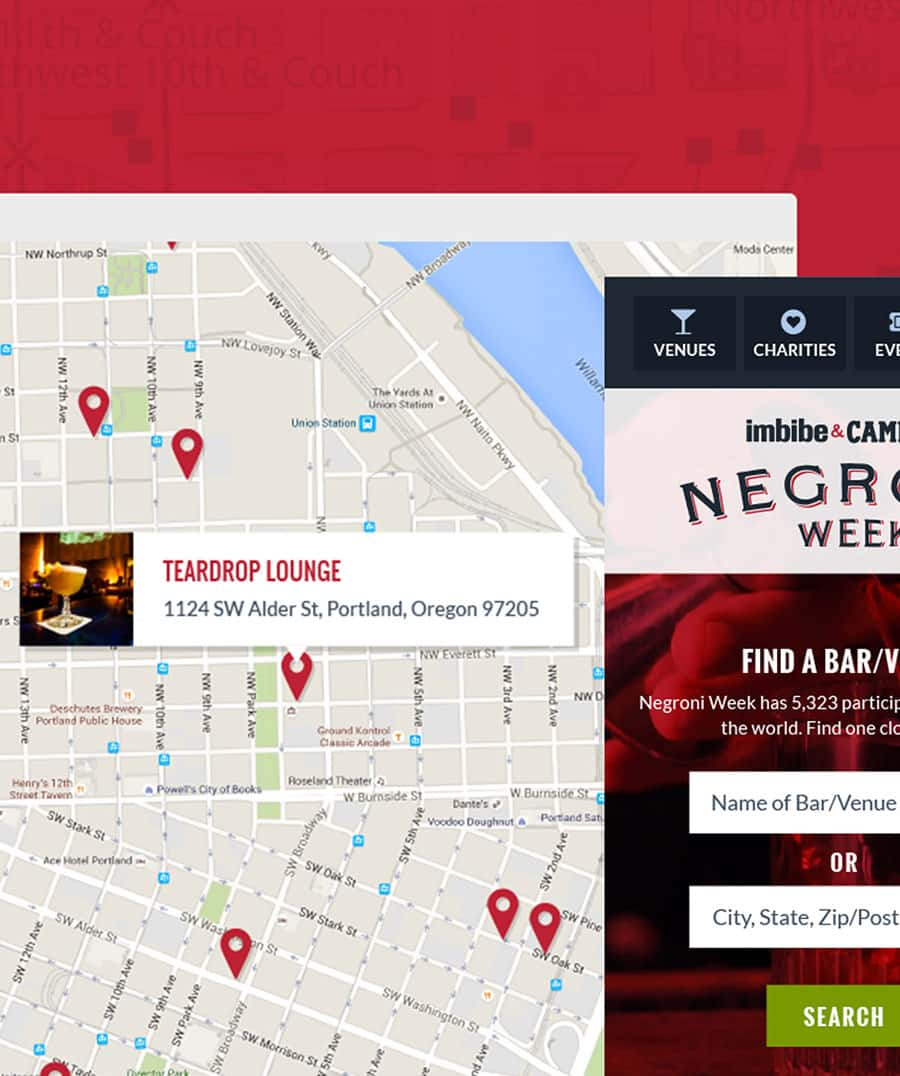 11th & Couch
Northwest
thwest 10th & Couch
NW Northrup St
NW Broadway
Moda Center
NW Station Way
NW Lovejoy St
NW 12th Ave
NW 10th Ave
NW 9th Ave
The Yards At
Union Station
Union Station
NW Naito Pkwy
NW
TEARDROP LOUNGE
1124 SW Alder St, Portland, Oregon 97205
NW Everett St
NW 13th Ave
NW 10th Ave
NW 9th Ave
NW Park Ave
NW 5th Ave
NW 3rd Ave
NW 2nd Ave
NW D
Deschutes Brewery
Portland Public House
Ground Kontrol
Classic Arcade
Henry's 12th
Street Tavern
Powell's City of Books
Roseland Theater
W Burnside St
W Burnside St
Dante's
Voodoo Doughnut
Portland Satu
SW Stark St
SW Broadway
SW 5th Ave
SW 2nd Ave
Ace Hotel Portland
SW Oak St
SW Alder St
SW Stark St
SW Pine
SW Oak St
SW 12th Ave
SW 10th Ave
SW 9th Ave
SW Park Ave
SW Broadway
SW Washington St
SW Morrison St
Director Park
VENUES
CHARITIES
EVE
imbibe & CAM
NEGRO
WEEK
FIND A BAR/V
Negroni Week has 5,323 particip
the world. Find one clo
Name of Bar/Venue
OR
City, State, Zip/Post
SEARCH